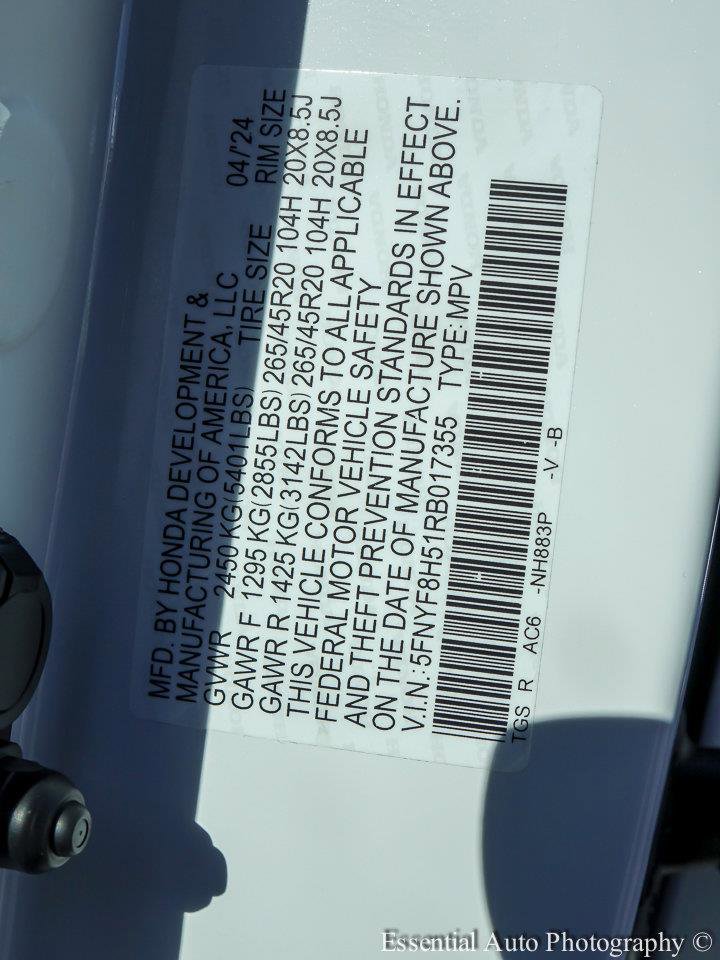 MFD. BY HONDA DEVELOPMENT &
MANUFACTURING OF AMERICA, LLC 04/'24
GVWR 2450 KG(5401LBS) TIRE SIZE RIM SIZE
GAWR F 1295 KG(2855LBS) 265/45R20 104H 20X8.5J
GAWR R 1425 KG(3142LBS) 265/45R20 104H 20X8.5J
THIS VEHICLE CONFORMS TO ALL APPLICABLE
FEDERAL MOTOR VEHICLE SAFETY
AND THEFT PREVENTION STANDARDS IN EFFECT
ON THE DATE OF MANUFACTURE SHOWN ABOVE.
V.I.N.: 5FNYF8H51RB017355 TYPE: MPV
TGS R AC6 -NH883P -V -B
Essential Auto Photography ©